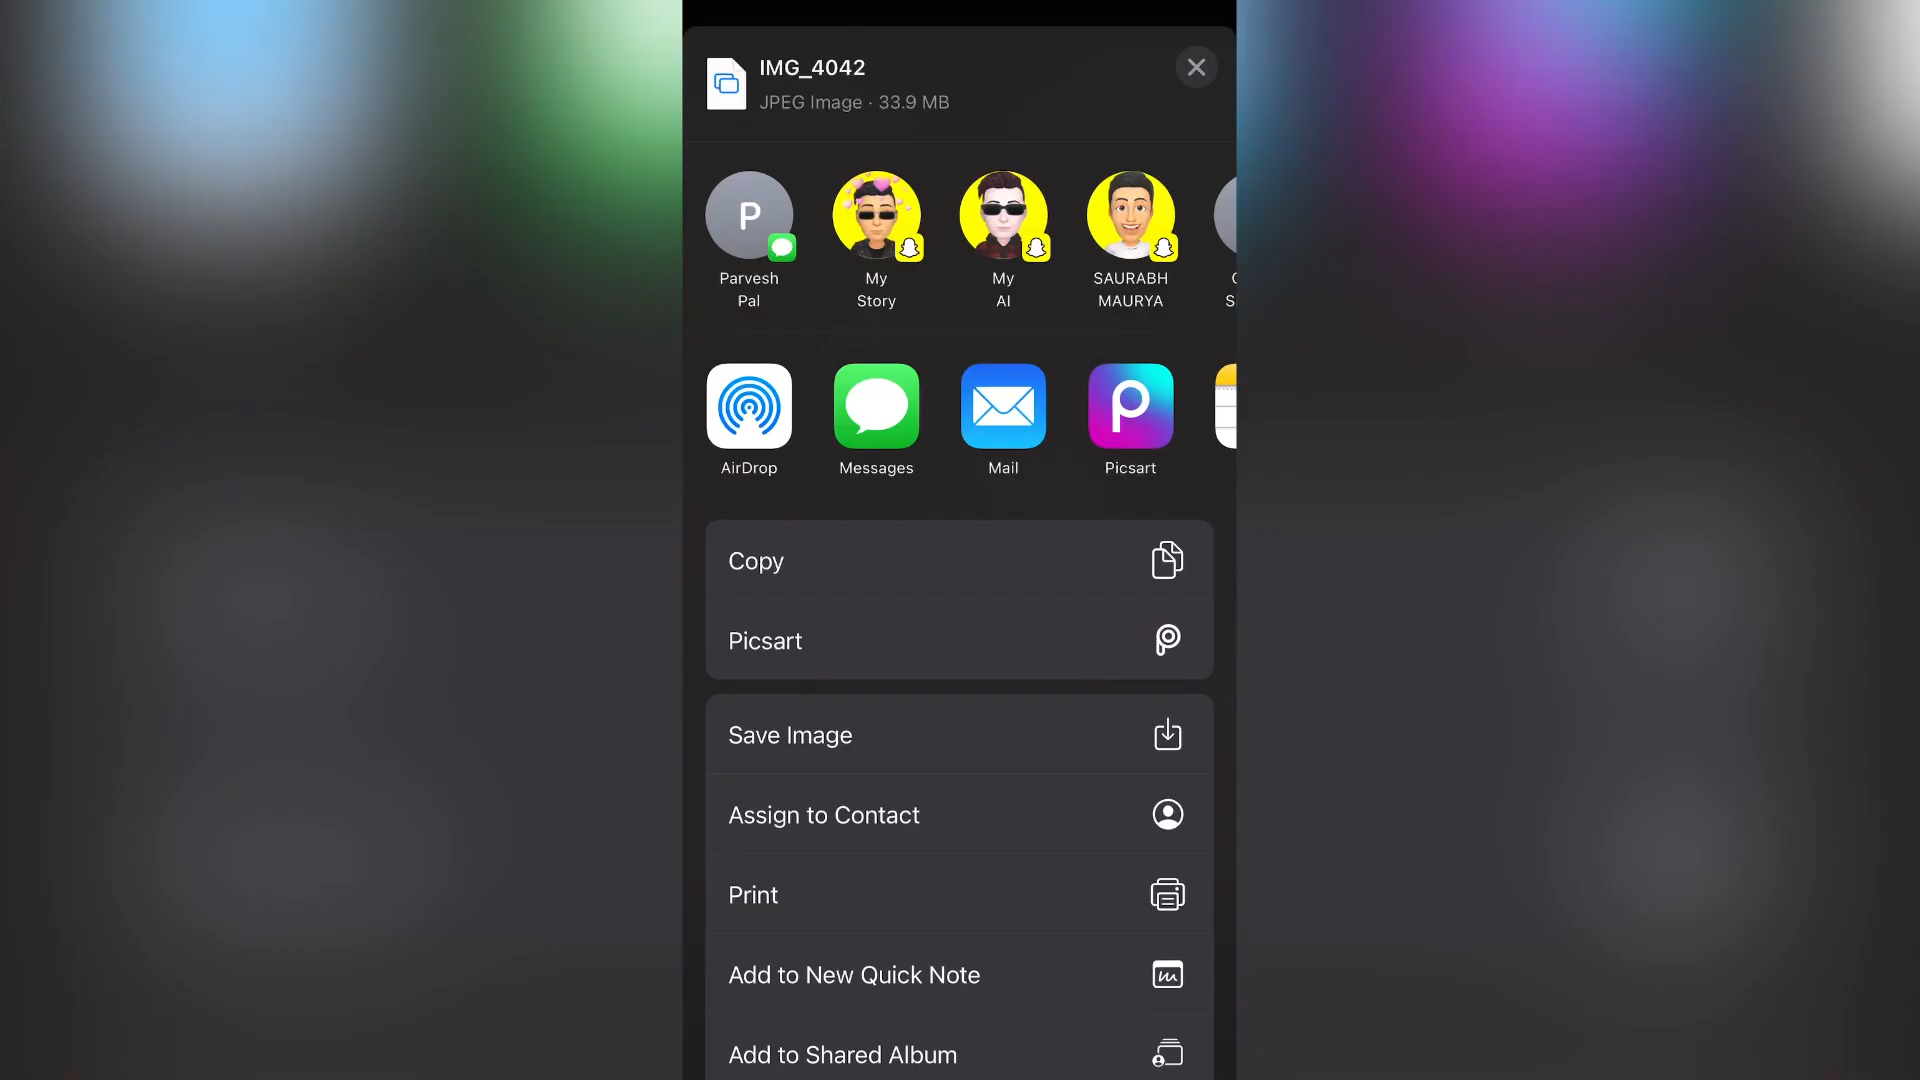 IMG_4042
JPEG Image · 33.9 MB
P
Parvesh
Pal
My
Story
My
AI
SAURABH
MAURYA
AirDrop
Messages
Mail
Picsart
Copy
Picsart
Save Image
Assign to Contact
Print
Add to New Quick Note
Add to Shared Album